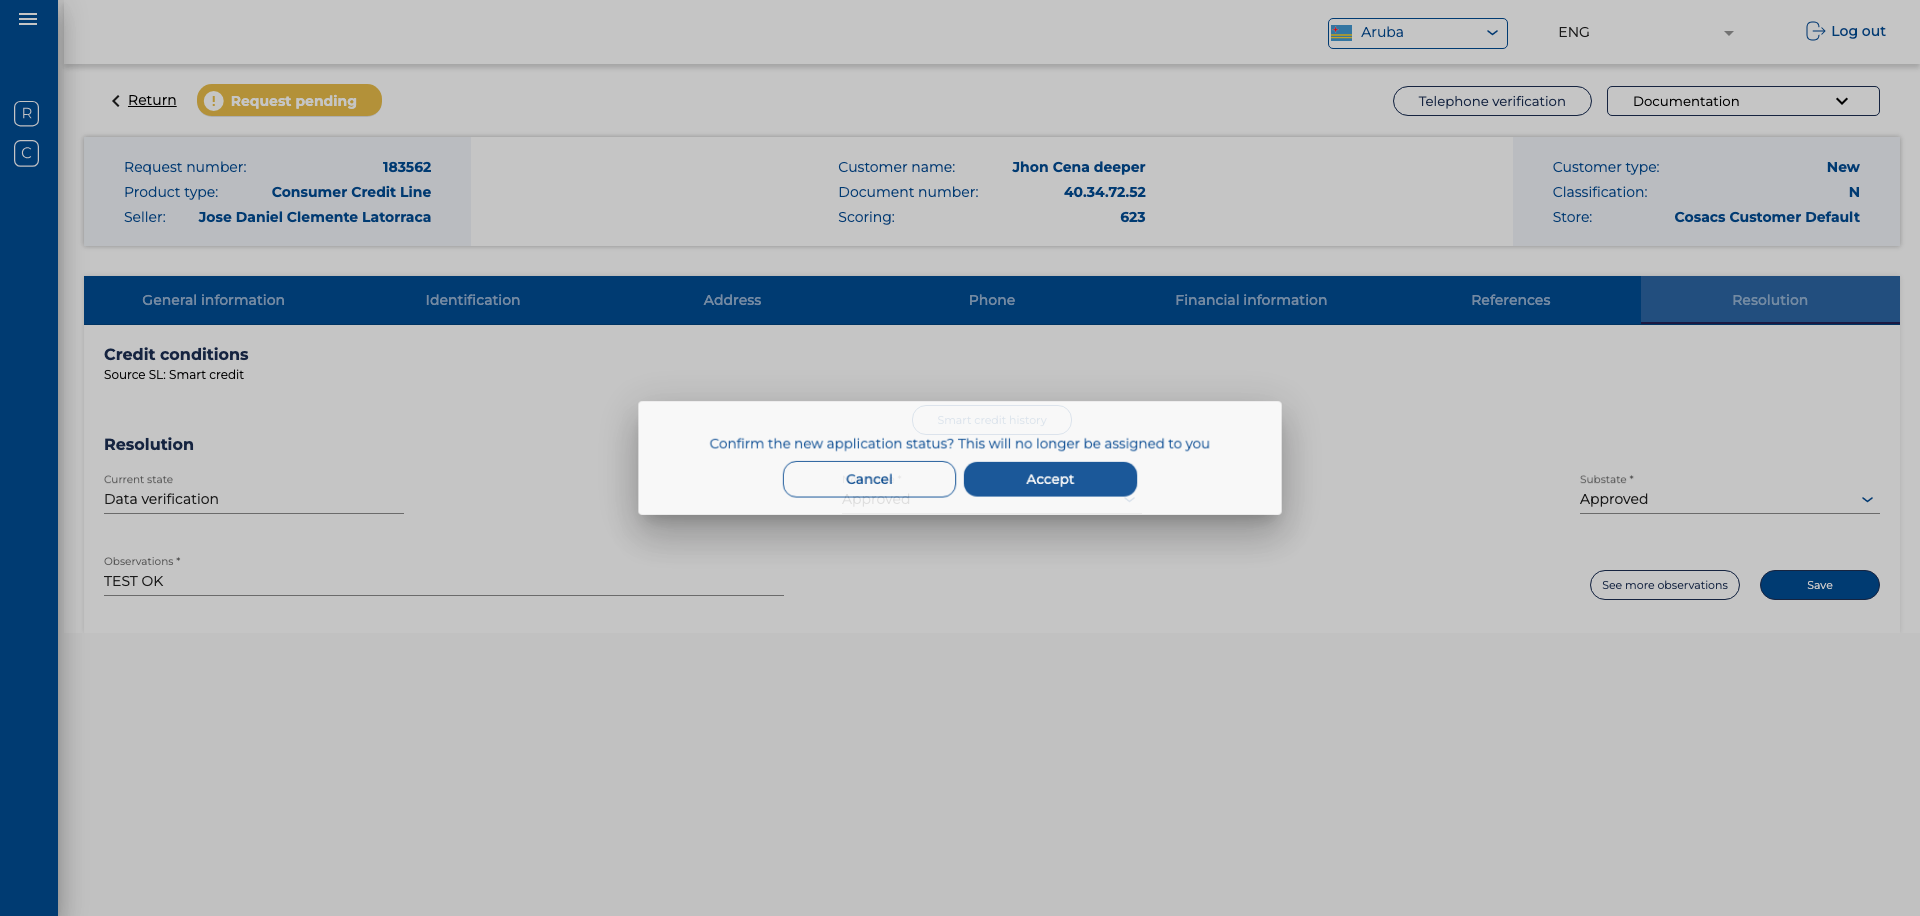 Aruba
ENG
Log out
R
C
Return
! Request pending
Telephone verification
Documentation
Request number: 183562
Product type: Consumer Credit Line
Seller: Jose Daniel Clemente Latorraca
Customer name: Jhon Cena deeper
Document number: 40.34.72.52
Scoring: 623
Customer type: New
Classification: N
Store: Cosacs Customer Default
General information
Identification
Address
Phone
Financial information
References
Resolution
Credit conditions
Source SL: Smart credit
Smart credit history
Confirm the new application status? This will no longer be assigned to you
Cancel
Accept
Resolution
Current state
Data verification
*
Approved
Substate *
Approved
Observations *
TEST OK
See more observations
Save